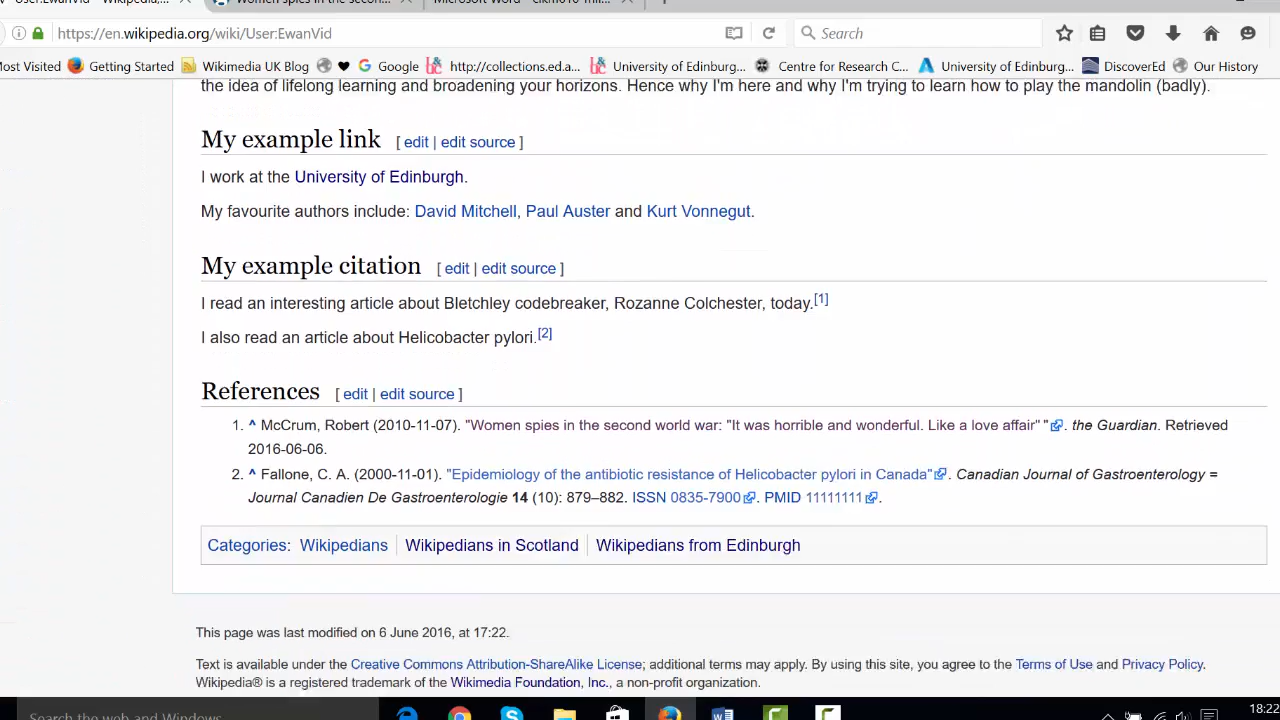 Women spies in the secon...
https://en.wikipedia.org/wiki/User:EwanVid
Search
Most Visited Getting Started Wikimedia UK Blog Google http://collections.ed.a... University of Edinburg... Centre for Research C... University of Edinburg... DiscoverED Our History
the idea of lifelong learning and broadening your horizons. Hence why I'm here and why I'm trying to learn how to play the mandolin (badly).
My example link [ edit | edit source ]
I work at the University of Edinburgh.
My favourite authors include: David Mitchell, Paul Auster and Kurt Vonnegut.
My example citation [ edit | edit source ]
I read an interesting article about Bletchley codebreaker, Rozanne Colchester, today.[1]
I also read an article about Helicobacter pylori.[2]
References [ edit | edit source ]
1. ^ McCrum, Robert (2010-11-07). "Women spies in the second world war: "It was horrible and wonderful. Like a love affair" ". the Guardian. Retrieved
2016-06-06.
2. ^ Fallone, C. A. (2000-11-01). "Epidemiology of the antibiotic resistance of Helicobacter pylori in Canada". Canadian Journal of Gastroenterology =
Journal Canadien De Gastroenterologie 14 (10): 879–882. ISSN 0835-7900. PMID 11111111.
Categories: Wikipedians | Wikipedians in Scotland | Wikipedians from Edinburgh
This page was last modified on 6 June 2016, at 17:22.
Text is available under the Creative Commons Attribution-ShareAlike License; additional terms may apply. By using this site, you agree to the Terms of Use and Privacy Policy.
Wikipedia® is a registered trademark of the Wikimedia Foundation, Inc., a non-profit organization.
Search the web and Windows
18:22